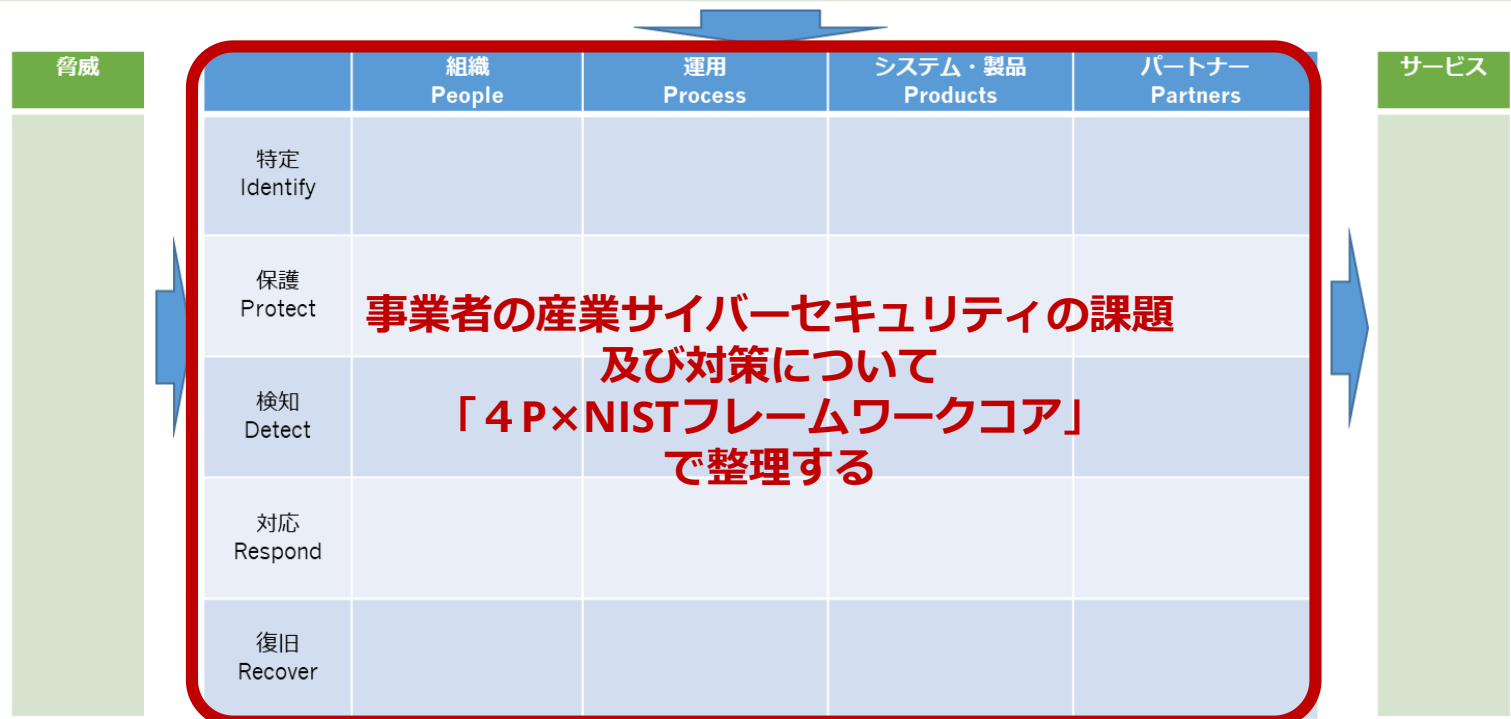 脅威
組織
People
運用
Process
システム・製品
Products
パートナー
Partners
サービス
特定
Identify
保護
Protect
事業者の産業サイバーセキュリティの課題
及び対策について
「４P×NISTフレームワークコア」
で整理する
検知
Detect
対応
Respond
復旧
Recover